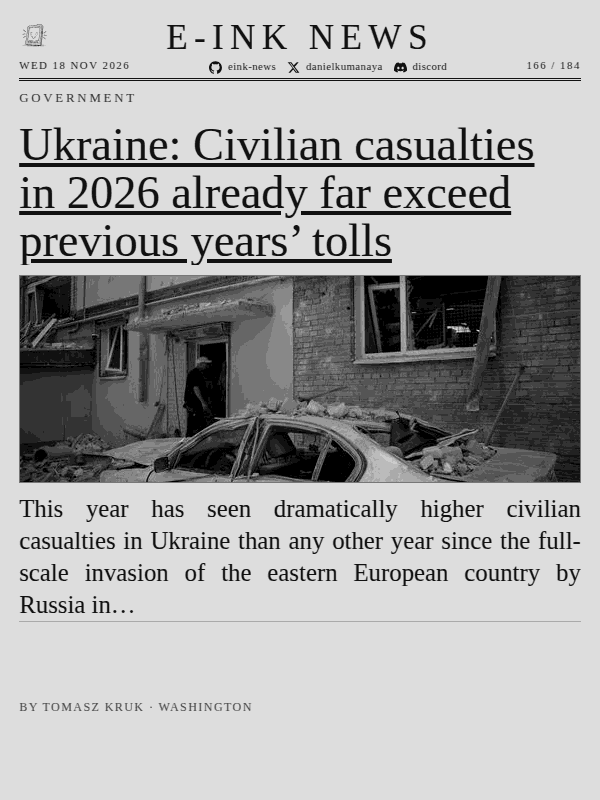 E-INK NEWS
WED 18 NOV 2026
eink-news
danielkumanaya
discord
166 / 184
GOVERNMENT
Ukraine: Civilian casualties
in 2026 already far exceed
previous years’ tolls
This year has seen dramatically higher civilian
casualties in Ukraine than any other year since the full-
scale invasion of the eastern European country by
Russia in…
BY TOMASZ KRUK · WASHINGTON